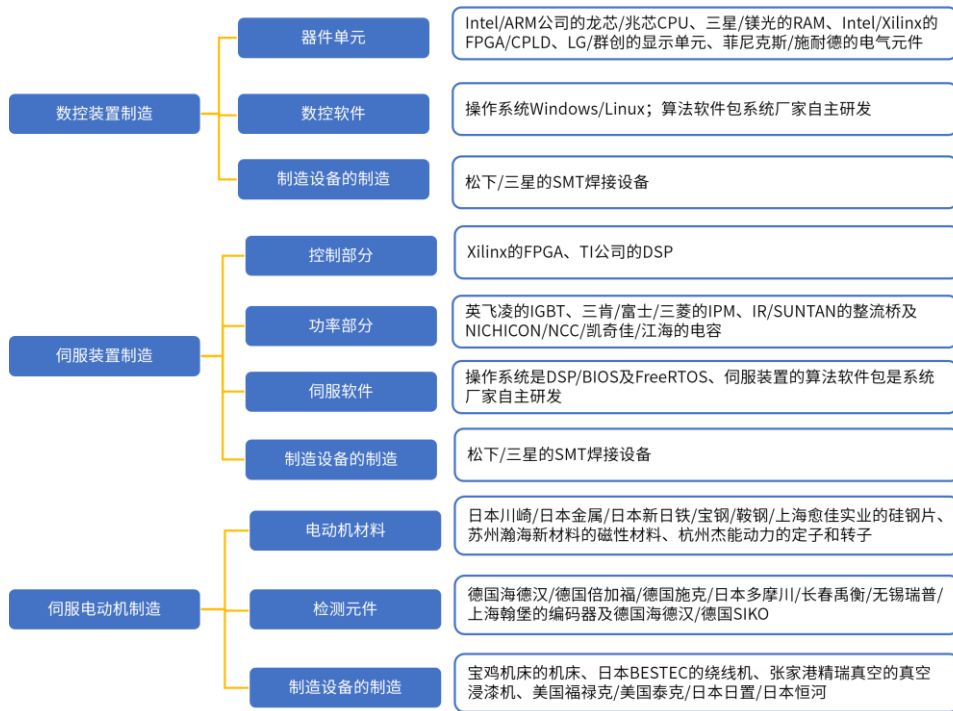 数控装置制造
器件单元
Intel/ARM公司的龙芯/兆芯CPU、三星/镁光的RAM、Intel/Xilinx的
FPGA/CPLD、LG/群创的显示单元、菲尼克斯/施耐德的电气元件
数控软件
操作系统Windows/Linux；算法软件包系统厂家自主研发
制造设备的制造
松下/三星的SMT焊接设备
伺服装置制造
控制部分
Xilinx的FPGA、TI公司的DSP
功率部分
英飞凌的IGBT、三肯/富士/三菱的IPM、IR/SUNTAN的整流桥及
NICHICON/NCC/凯奇佳/江海的电容
伺服软件
操作系统是DSP/BIOS及FreeRTOS、伺服装置的算法软件包是系统
厂家自主研发
制造设备的制造
松下/三星的SMT焊接设备
伺服电动机制造
电动机材料
日本川崎/日本金属/日本新日铁/宝钢/鞍钢/上海愈佳实业的硅钢片、
苏州瀚海新材料的磁性材料、杭州杰能动力的定子和转子
检测元件
德国海德汉/德国倍加福/德国施克/日本多摩川/长春禹衡/无锡瑞普/
上海翰堡的编码器及德国海德汉/德国SIKO
制造设备的制造
宝鸡机床的机床、日本BESTEC的绕线机、张家港精瑞真空的真空
浸漆机、美国福禄克/美国泰克/日本日置/日本恒河